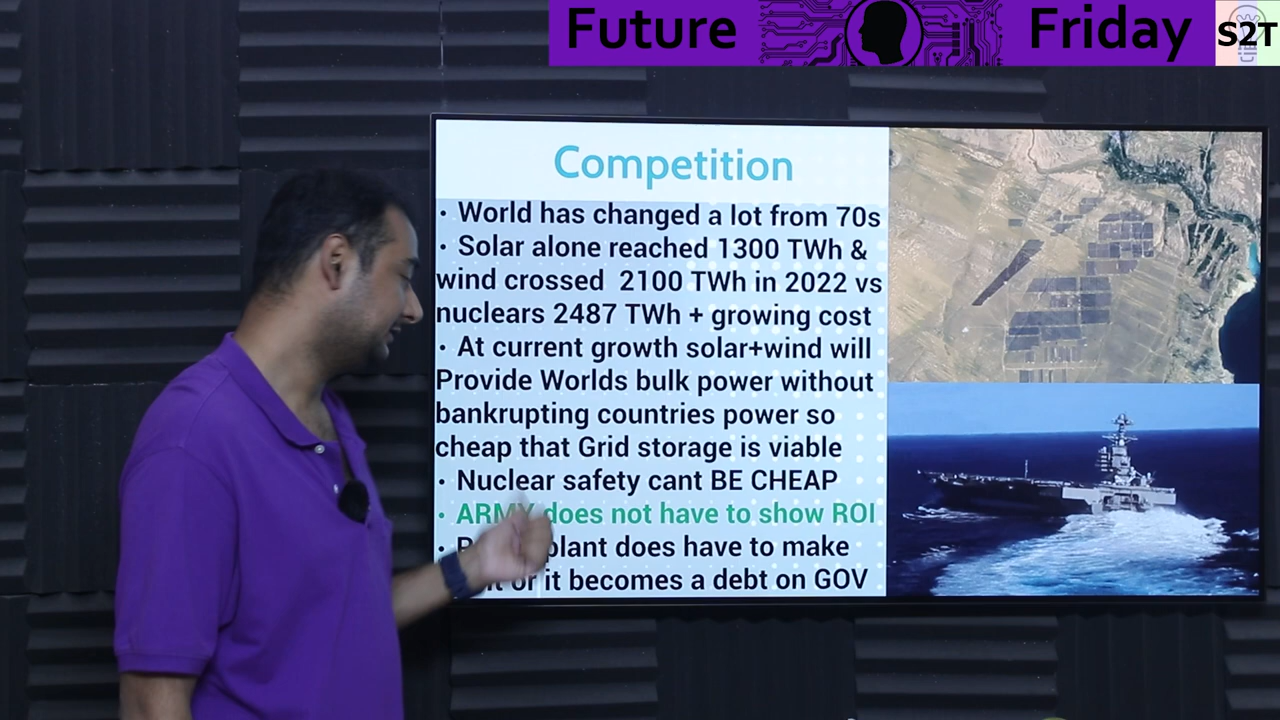 Future Friday S2T
Competition
• World has changed a lot from 70s
• Solar alone reached 1300 TWh &
wind crossed 2100 TWh in 2022 vs
nuclears 2487 TWh + growing cost
• At current growth solar+wind will
Provide Worlds bulk power without
bankrupting countries power so
cheap that Grid storage is viable
• Nuclear safety cant BE CHEAP
• ARMY does not have to show ROI
• plant does have to make
or it becomes a debt on GOV